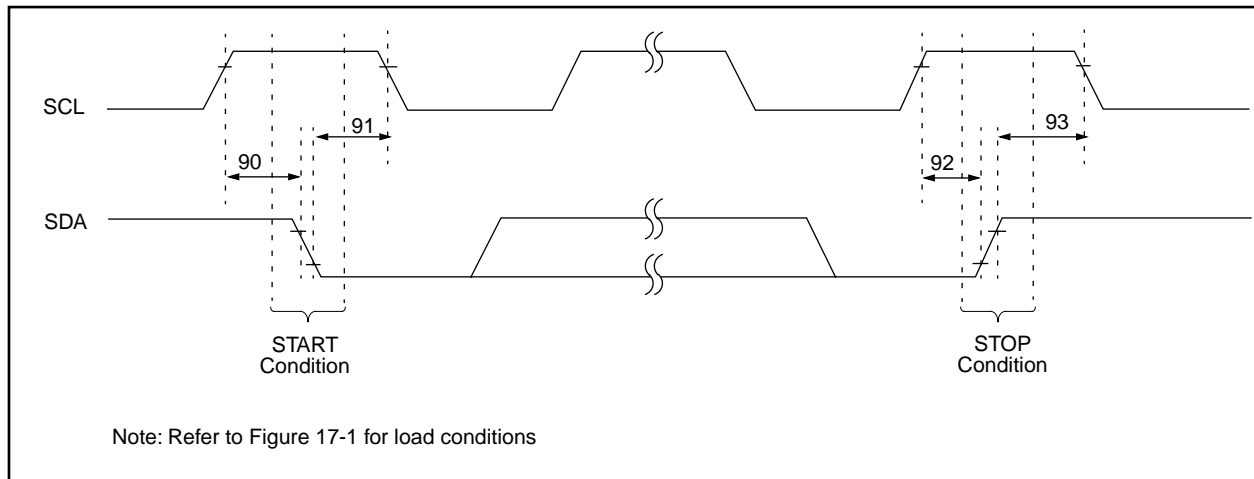 SCL
91
93
90
92
SDA
START
Condition
STOP
Condition
Note: Refer to Figure 17-1 for load conditions